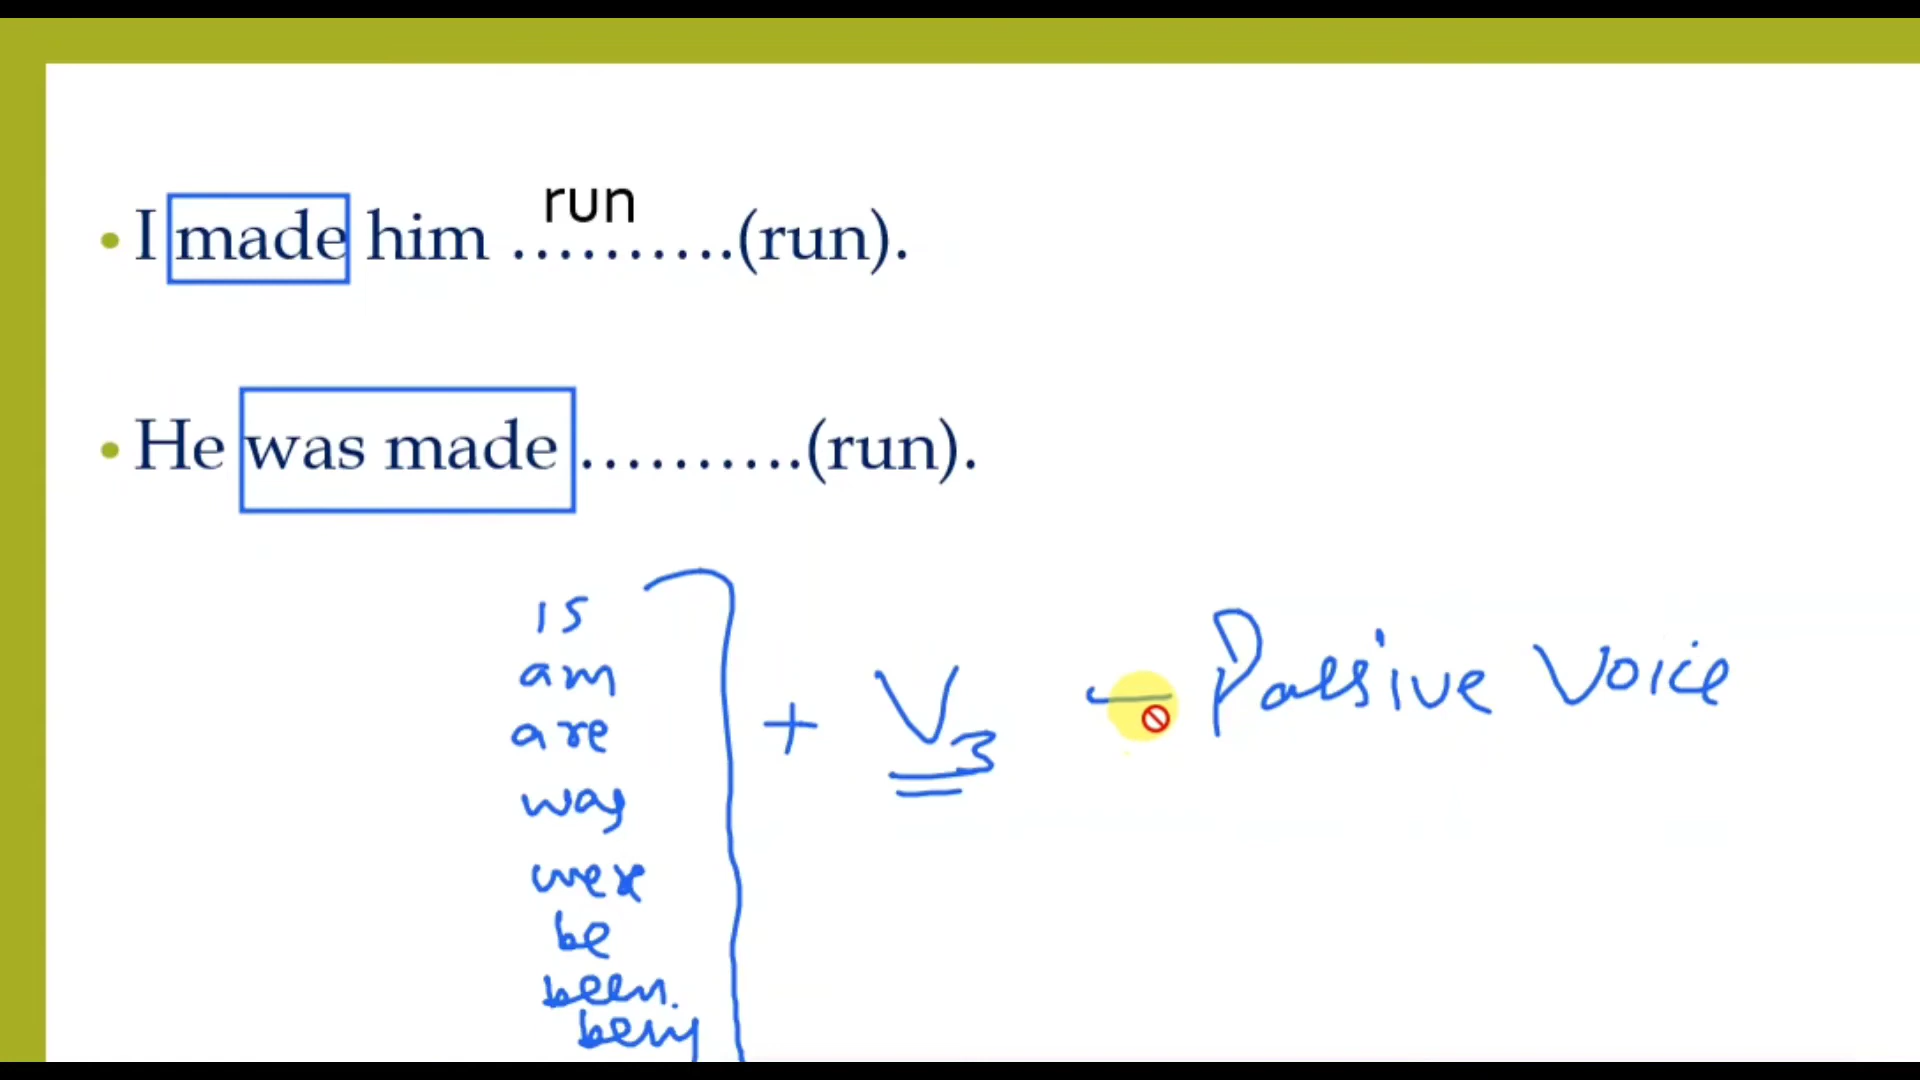 run
• I made him ..........(run).
• He was made ..........(run).
is
am
are
was
were
be
been.
being
+ V3 – Passive Voice